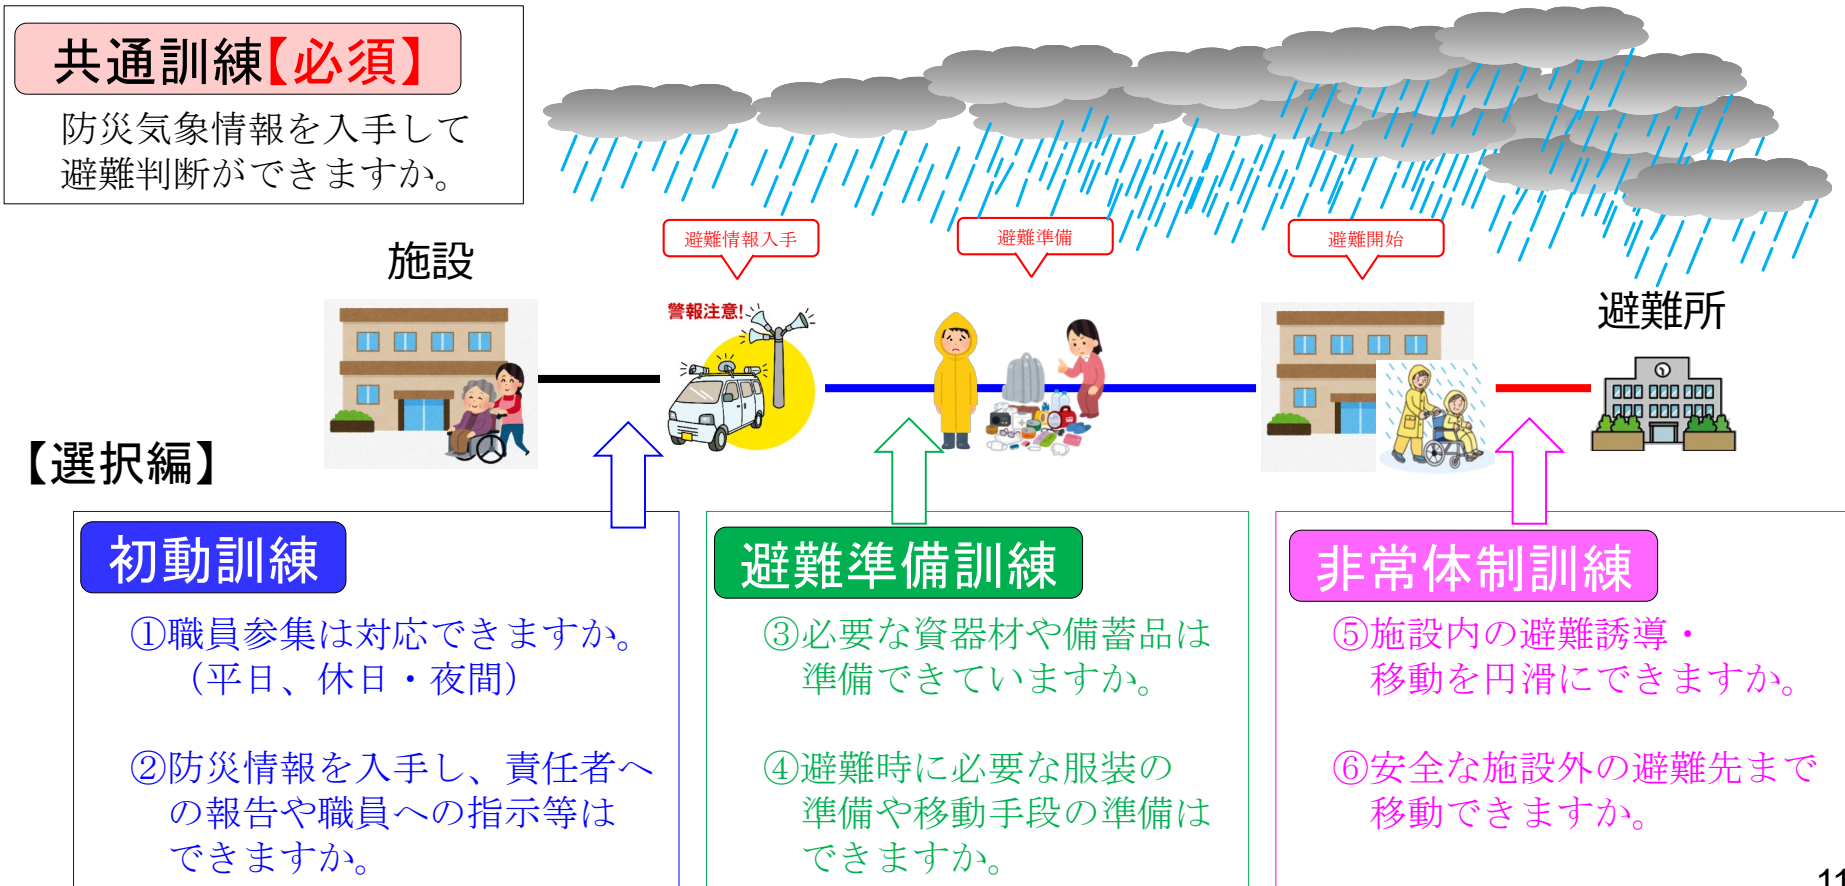 共通訓練【必須】
防災気象情報を入手して
避難判断ができますか。
避難情報入手
避難準備
避難開始
施設
避難所
警報注意!
【選択編】
初動訓練
①職員参集は対応できますか。
（平日、休日・夜間）
②防災情報を入手し、責任者へ
の報告や職員への指示等は
できますか。
避難準備訓練
③必要な資器材や備蓄品は
準備できていますか。
④避難時に必要な服装の
準備や移動手段の準備は
できますか。
非常体制訓練
⑤施設内の避難誘導・
移動を円滑にできますか。
⑥安全な施設外の避難先まで
移動できますか。
11